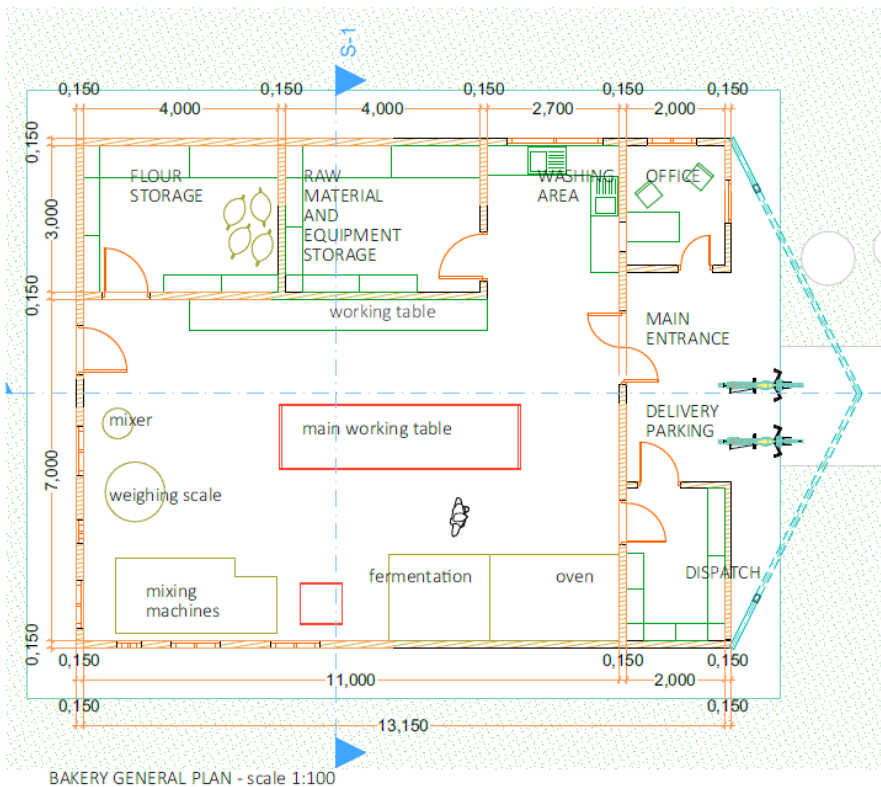 S-1
0,150
0,150
0,150
0,150
0,150
4,000
4,000
2,700
2,000
0,150
3,000
0,150
7,000
0,150
FLOUR
STORAGE
RAW
MATERIAL
AND
EQUIPMENT
STORAGE
WASHING
AREA
OFFICE
working table
MAIN
ENTRANCE
mixer
main working table
DELIVERY
PARKING
weighing scale
mixing
machines
fermentation
oven
DISPATCH
0,150
0,150
0,150
11,000
2,000
0,150
0,150
13,150
BAKERY GENERAL PLAN - scale 1:100